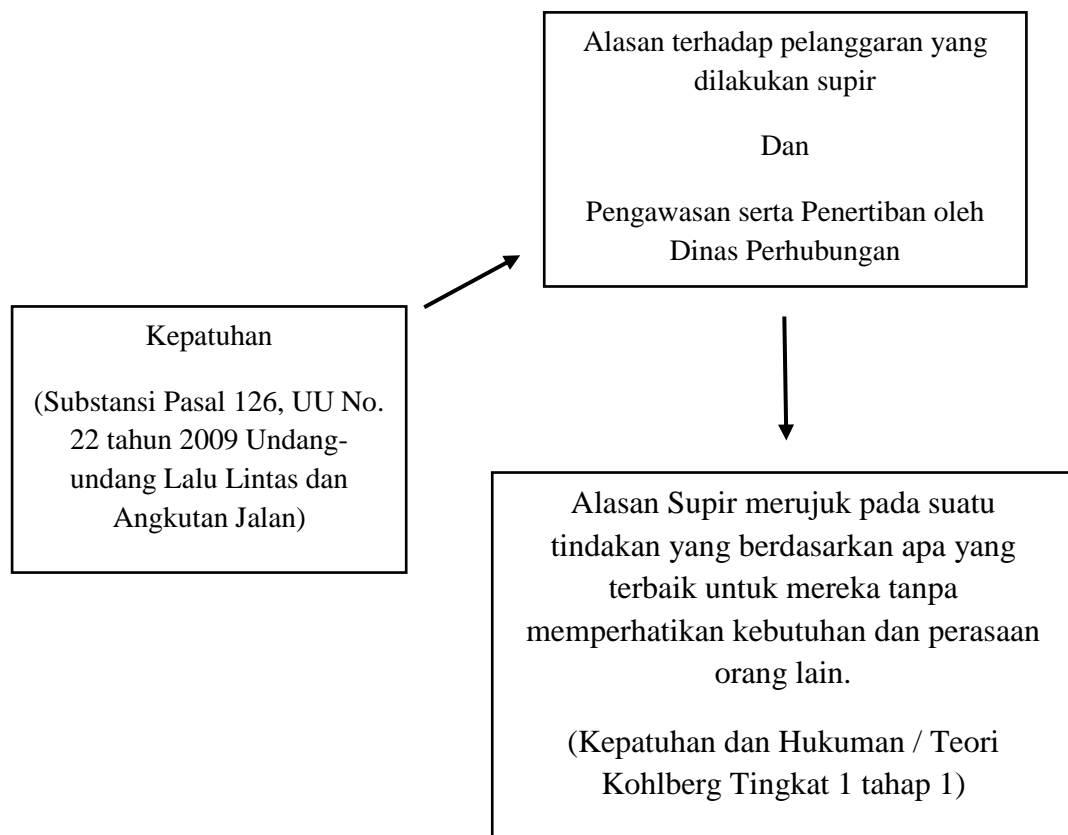 Alasan terhadap pelanggaran yang
dilakukan supir
Dan
Pengawasan serta Penertiban oleh
Dinas Perhubungan
Kepatuhan
(Substansi Pasal 126, UU No.
22 tahun 2009 Undang-
undang Lalu Lintas dan
Angkutan Jalan)
Alasan Supir merujuk pada suatu
tindakan yang berdasarkan apa yang
terbaik untuk mereka tanpa
memperhatikan kebutuhan dan perasaan
orang lain.
(Kepatuhan dan Hukuman / Teori
Kohlberg Tingkat 1 tahap 1)